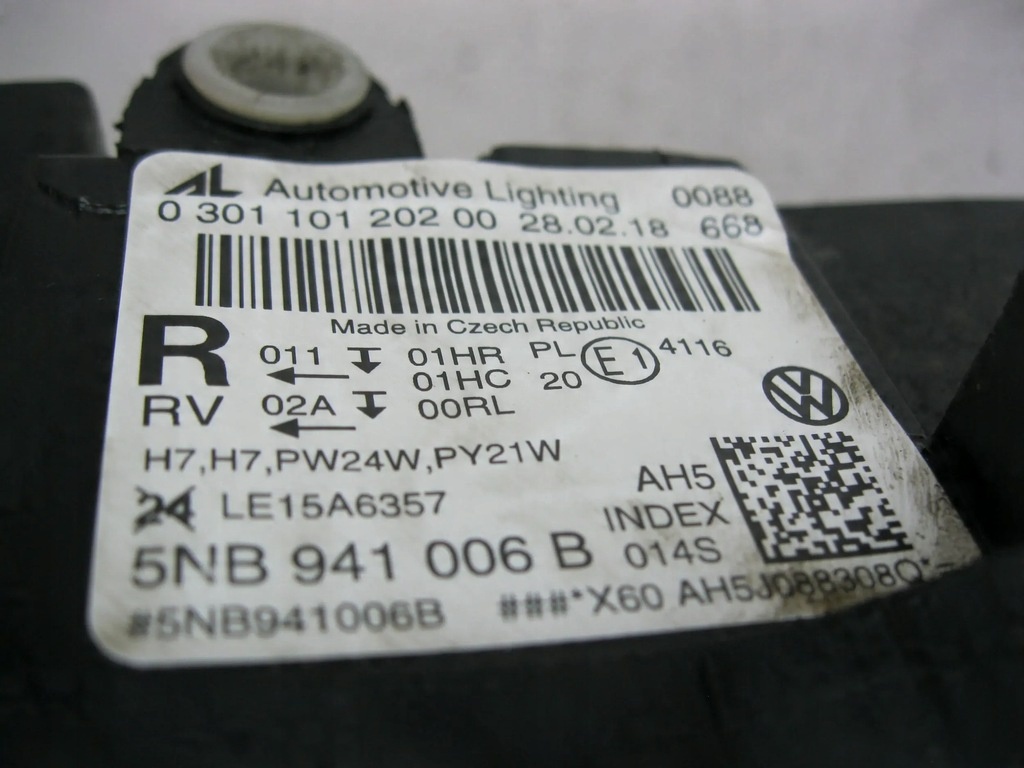 AL Automotive Lighting 0088
0 301 101 202 00 28.02.18 668
Made in Czech Republic
R 011 01HR PL E1 4116
01HC 20
RV 02A 00RL
H7,H7,PW24W,PY21W
24 LE15A6357 AH5
INDEX
5NB 941 006 B 014S
#5NB941006B ###*X60 AH5J088308Q*-
VW